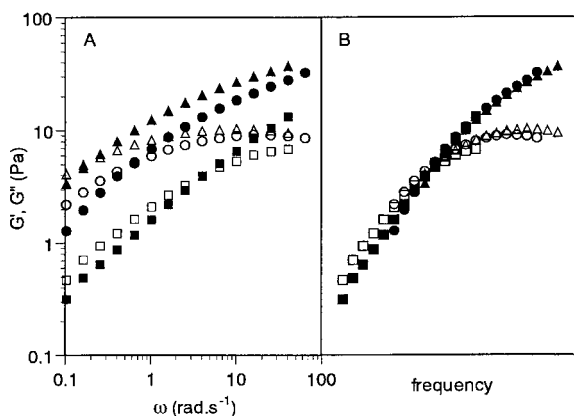 A
B
100
10
1
0.1
G', G'' (Pa)
0.1
1
10
100
ω (rad.s⁻¹)
frequency